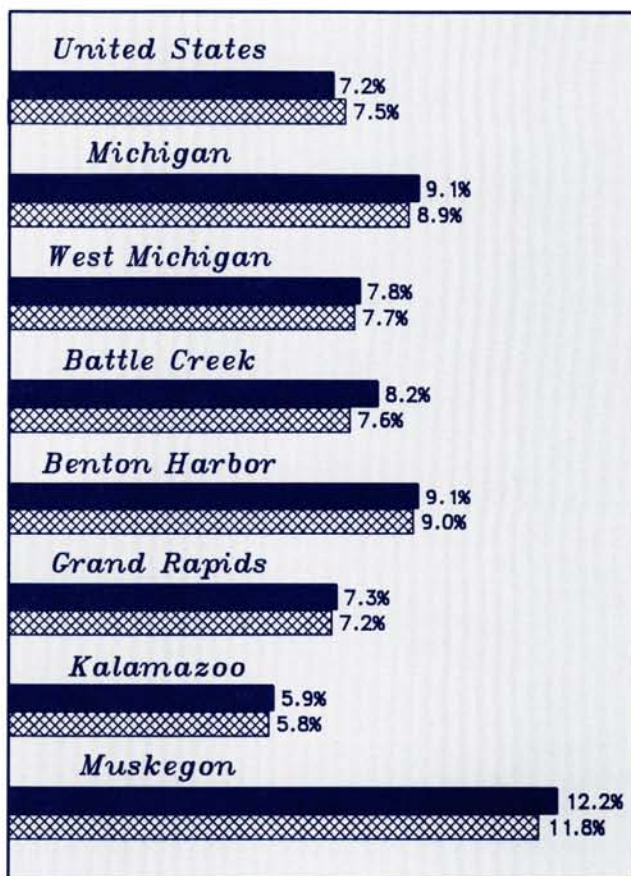 United States
7.2%
7.5%
Michigan
9.1%
8.9%
West Michigan
7.8%
7.7%
Battle Creek
8.2%
7.6%
Benton Harbor
9.1%
9.0%
Grand Rapids
7.3%
7.2%
Kalamazoo
5.9%
5.8%
Muskegon
12.2%
11.8%